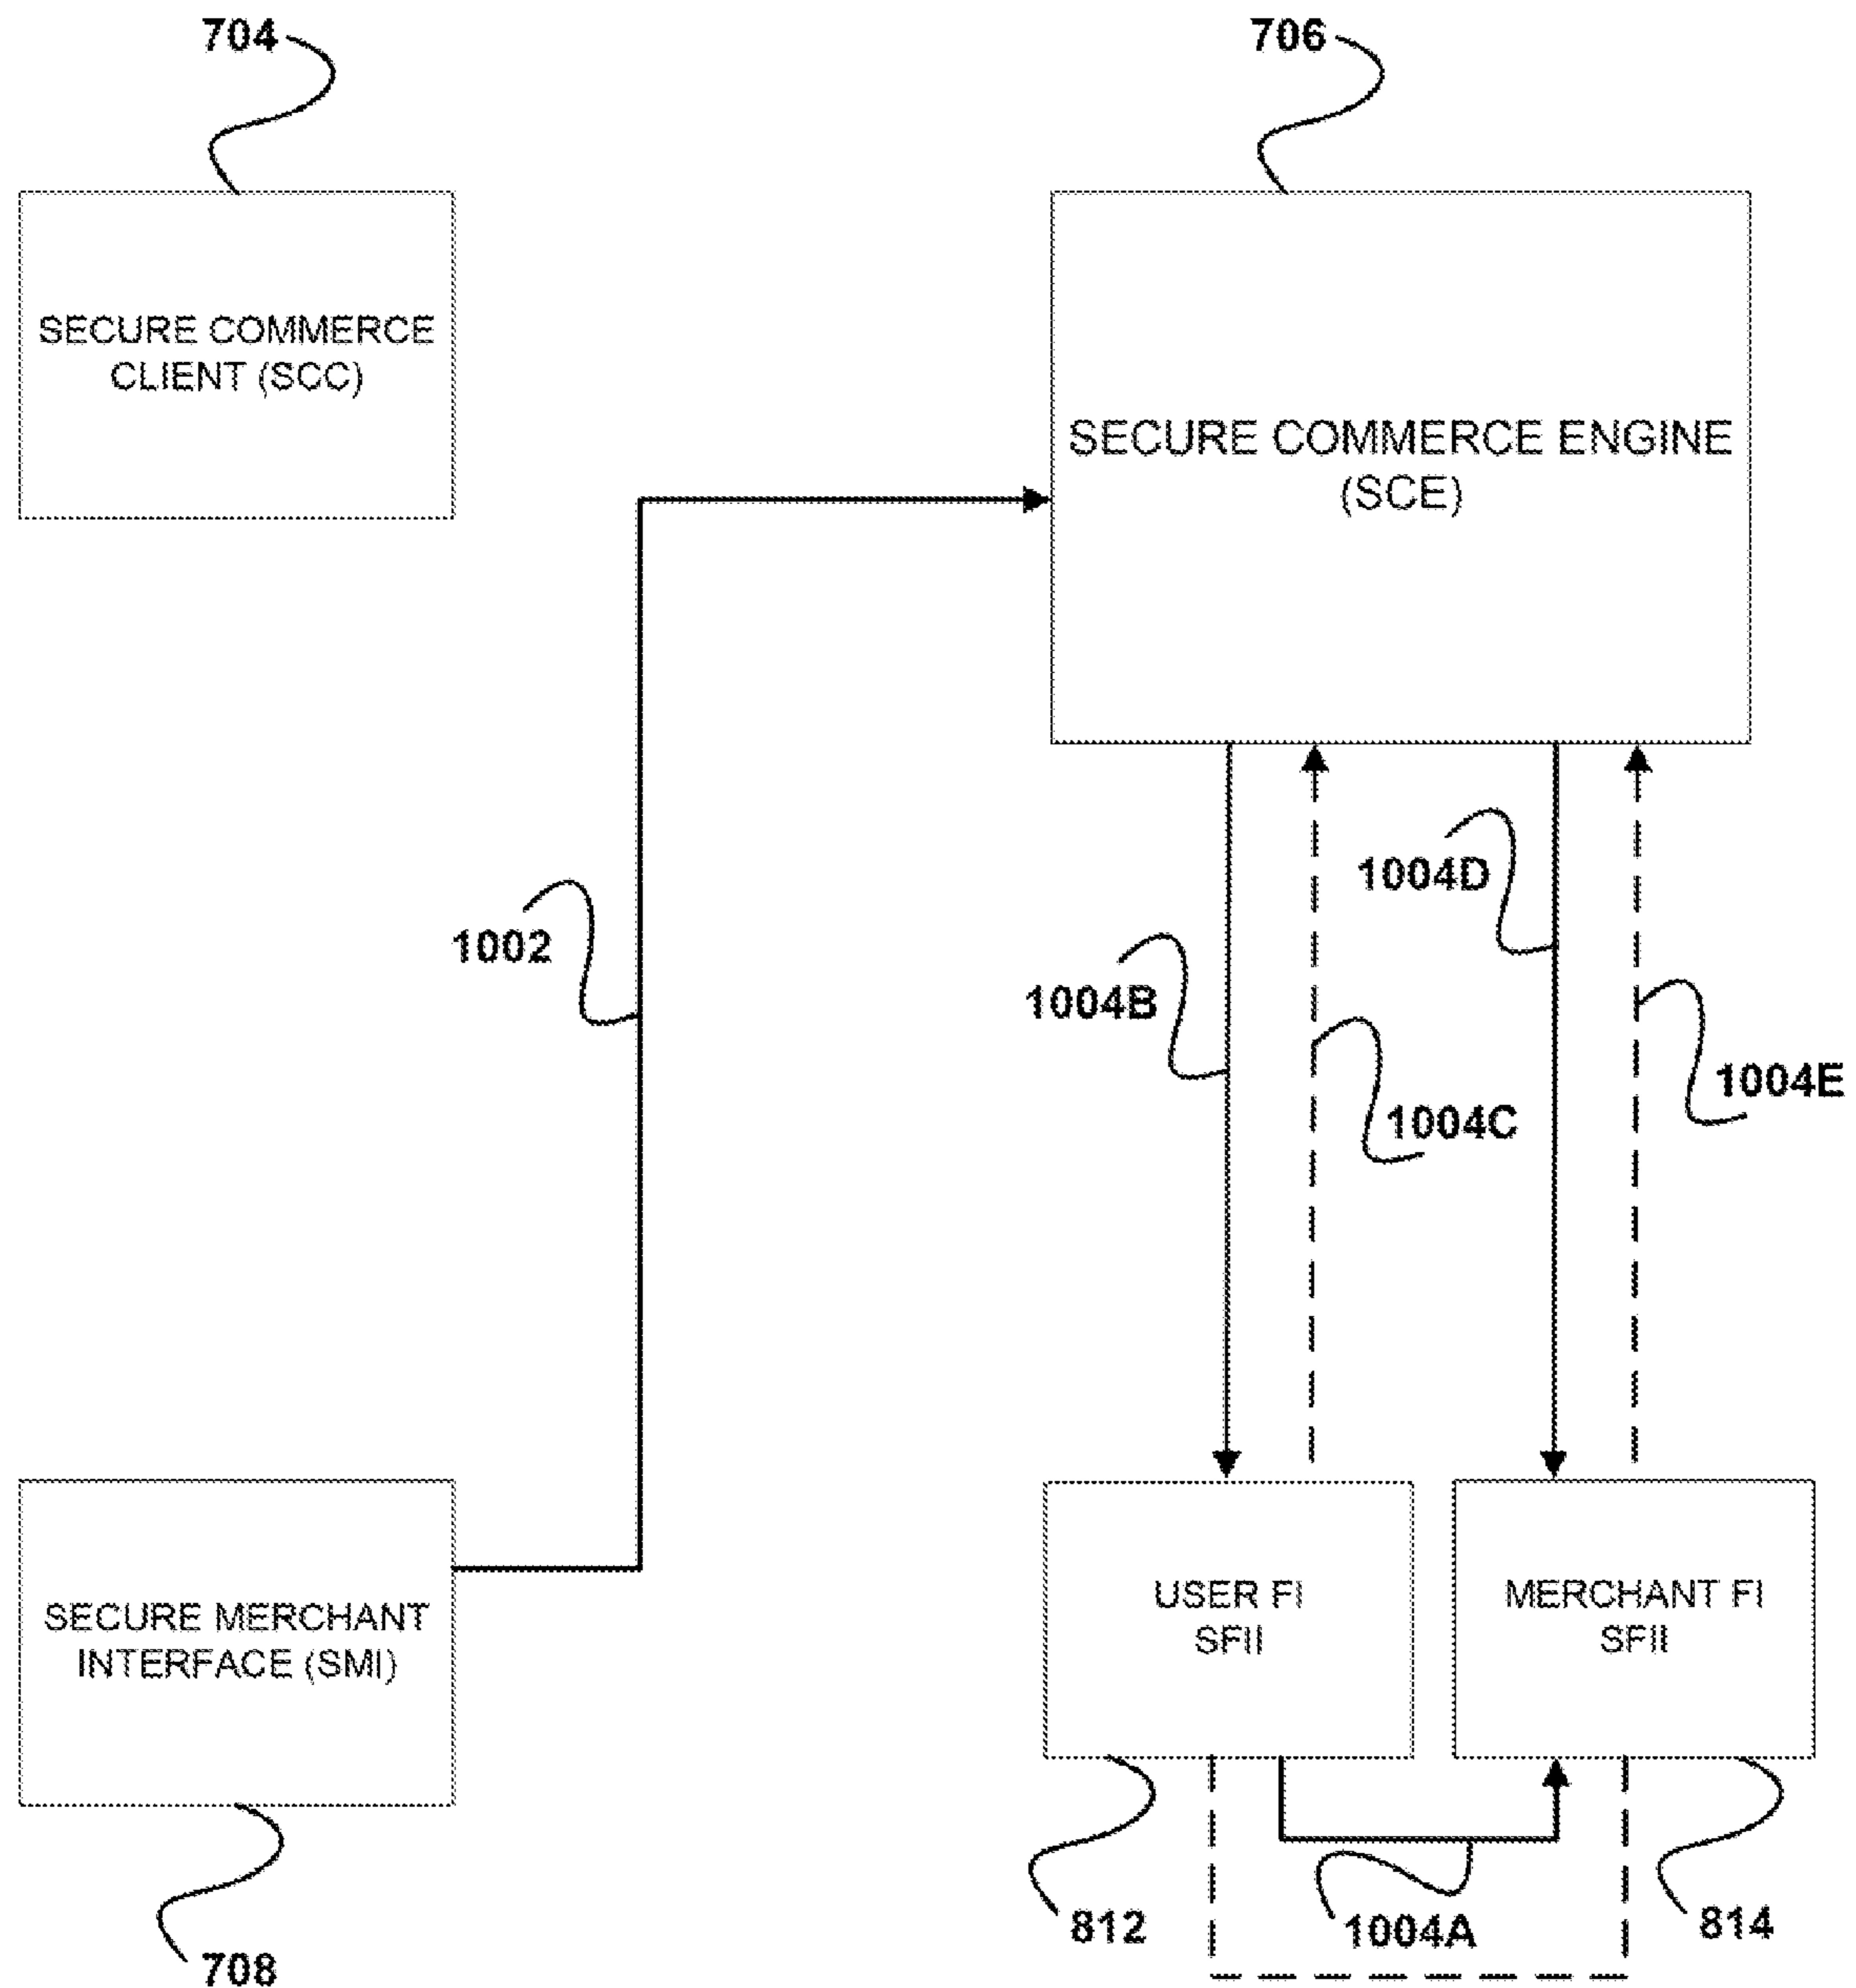 704
706
SECURE COMMERCE
CLIENT (SCC)
SECURE COMMERCE ENGINE
(SCE)
1002
1004B
1004C
1004D
1004E
SECURE MERCHANT
INTERFACE (SMI)
USER FI
SFII
MERCHANT FI
SFII
708
812
1004A
814